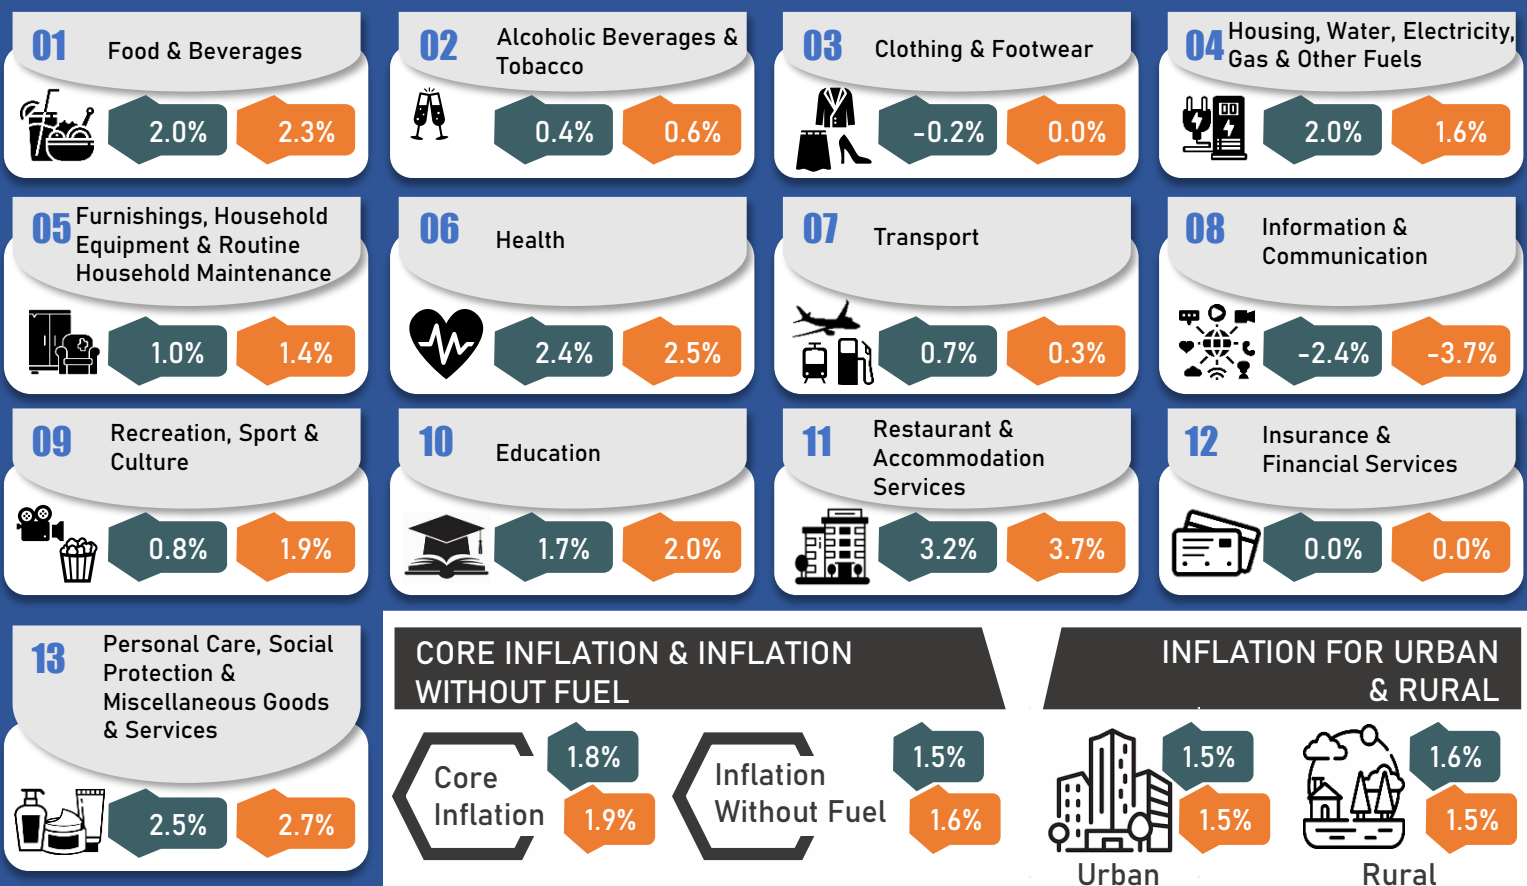 01
Food & Beverages
2.0%
2.3%
02
Alcoholic Beverages &
Tobacco
0.4%
0.6%
03
Clothing & Footwear
-0.2%
0.0%
04
Housing, Water, Electricity,
Gas & Other Fuels
2.0%
1.6%
05
Furnishings, Household
Equipment & Routine
Household Maintenance
1.0%
1.4%
06
Health
2.4%
2.5%
07
Transport
0.7%
0.3%
08
Information &
Communication
-2.4%
-3.7%
09
Recreation, Sport &
Culture
0.8%
1.9%
10
Education
1.7%
2.0%
11
Restaurant &
Accommodation
Services
3.2%
3.7%
12
Insurance &
Financial Services
0.0%
0.0%
13
Personal Care, Social
Protection &
Miscellaneous Goods
& Services
2.5%
2.7%
CORE INFLATION & INFLATION
WITHOUT FUEL
Core
Inflation
1.8%
1.9%
Inflation
Without Fuel
1.5%
1.6%
INFLATION FOR URBAN
& RURAL
1.5%
1.5%
Urban
1.6%
1.5%
Rural